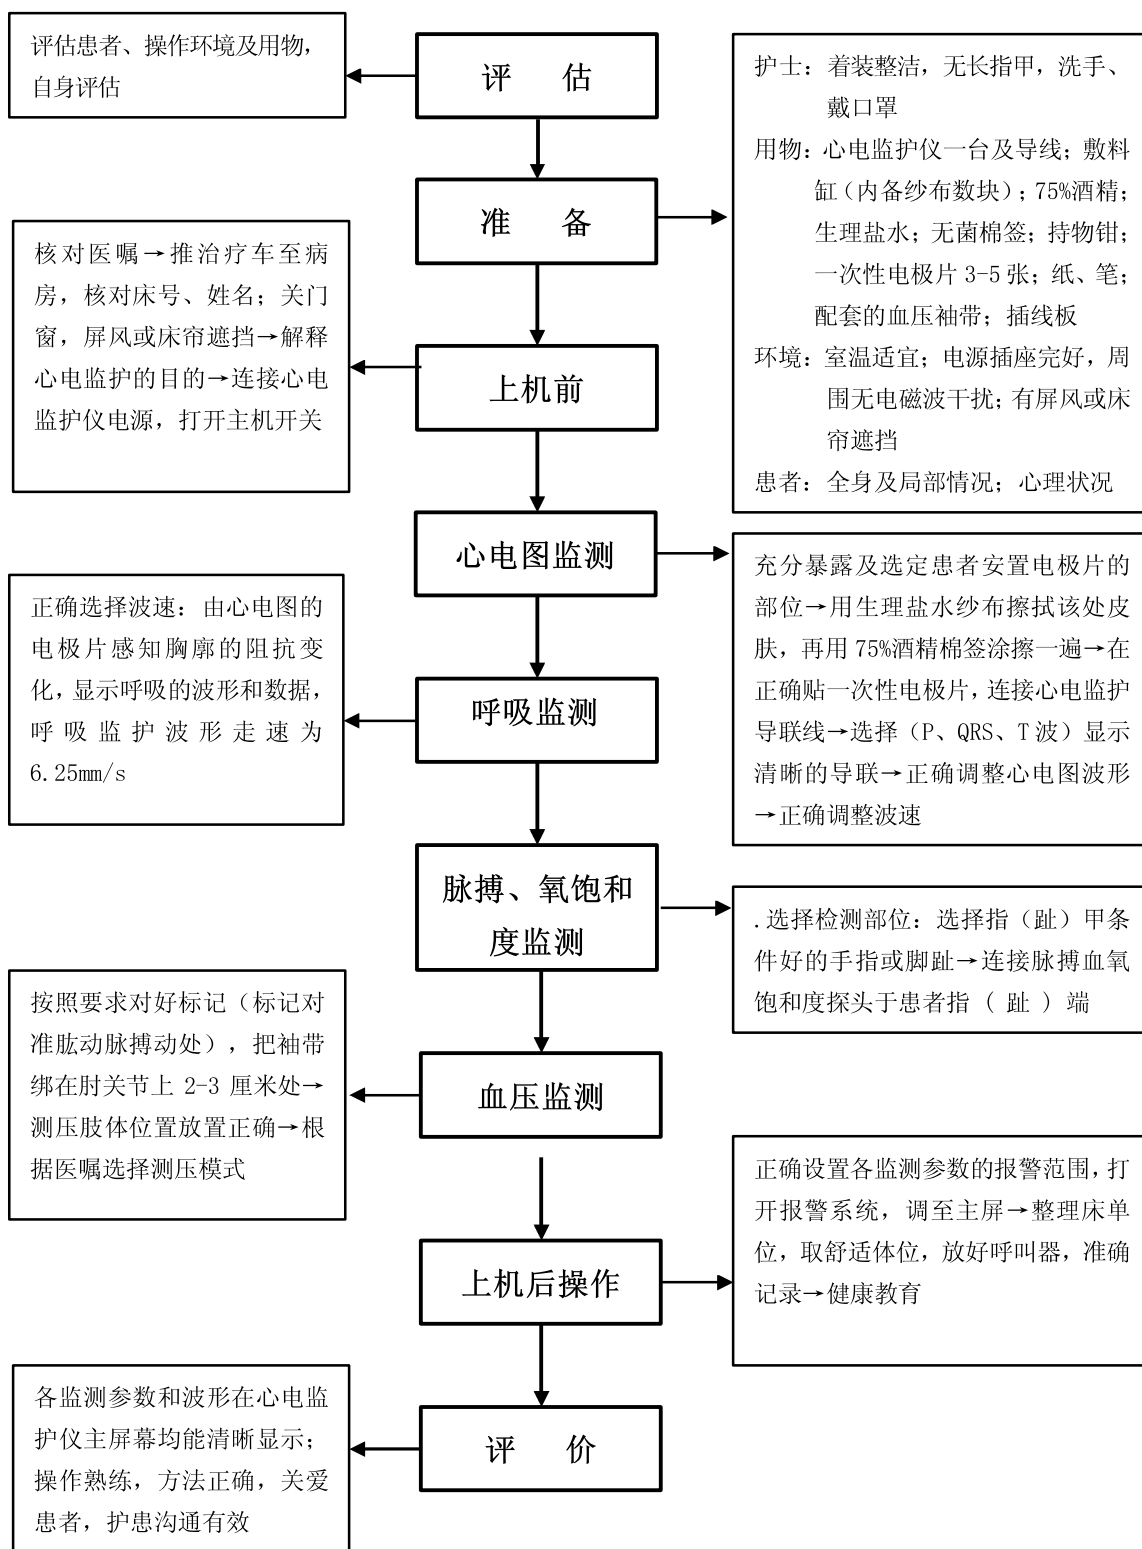 评估患者、操作环境及用物，
自身评估
评　估
护士：着装整洁，无长指甲，洗手、
戴口罩
用物：心电监护仪一台及导线；敷料
缸（内备纱布数块）；75%酒精；
生理盐水；无菌棉签；持物钳；
一次性电极片 3-5 张；纸、笔；
配套的血压袖带；插线板
环境：室温适宜；电源插座完好，周
围无电磁波干扰；有屏风或床
帘遮挡
患者：全身及局部情况；心理状况
准　备
核对医嘱→推治疗车至病
房，核对床号、姓名；关门
窗，屏风或床帘遮挡→解释
心电监护的目的→连接心电
监护仪电源，打开主机开关
上机前
心电图监测
充分暴露及选定患者安置电极片的
部位→用生理盐水纱布擦拭该处皮
肤，再用 75%酒精棉签涂擦一遍→在
正确贴一次性电极片，连接心电监护
导联线→选择（P、QRS、T 波）显示
清晰的导联→正确调整心电图波形
→正确调整波速
正确选择波速：由心电图的
电极片感知胸廓的阻抗变
化，显示呼吸的波形和数据，
呼吸监护波形走速为
6.25mm/s
呼吸监测
脉搏、氧饱和
度监测
.选择检测部位：选择指（趾）甲条
件好的手指或脚趾→连接脉搏血氧
饱和度探头于患者指（趾）端
按照要求对好标记（标记对
准肱动脉搏动处），把袖带
绑在肘关节上 2-3 厘米处→
测压肢体位置放置正确→根
据医嘱选择测压模式
血压监测
正确设置各监测参数的报警范围，打
开报警系统，调至主屏→整理床单
位，取舒适体位，放好呼叫器，准确
记录→健康教育
上机后操作
各监测参数和波形在心电监
护仪主屏幕均能清晰显示；
操作熟练，方法正确，关爱
患者，护患沟通有效
评　价